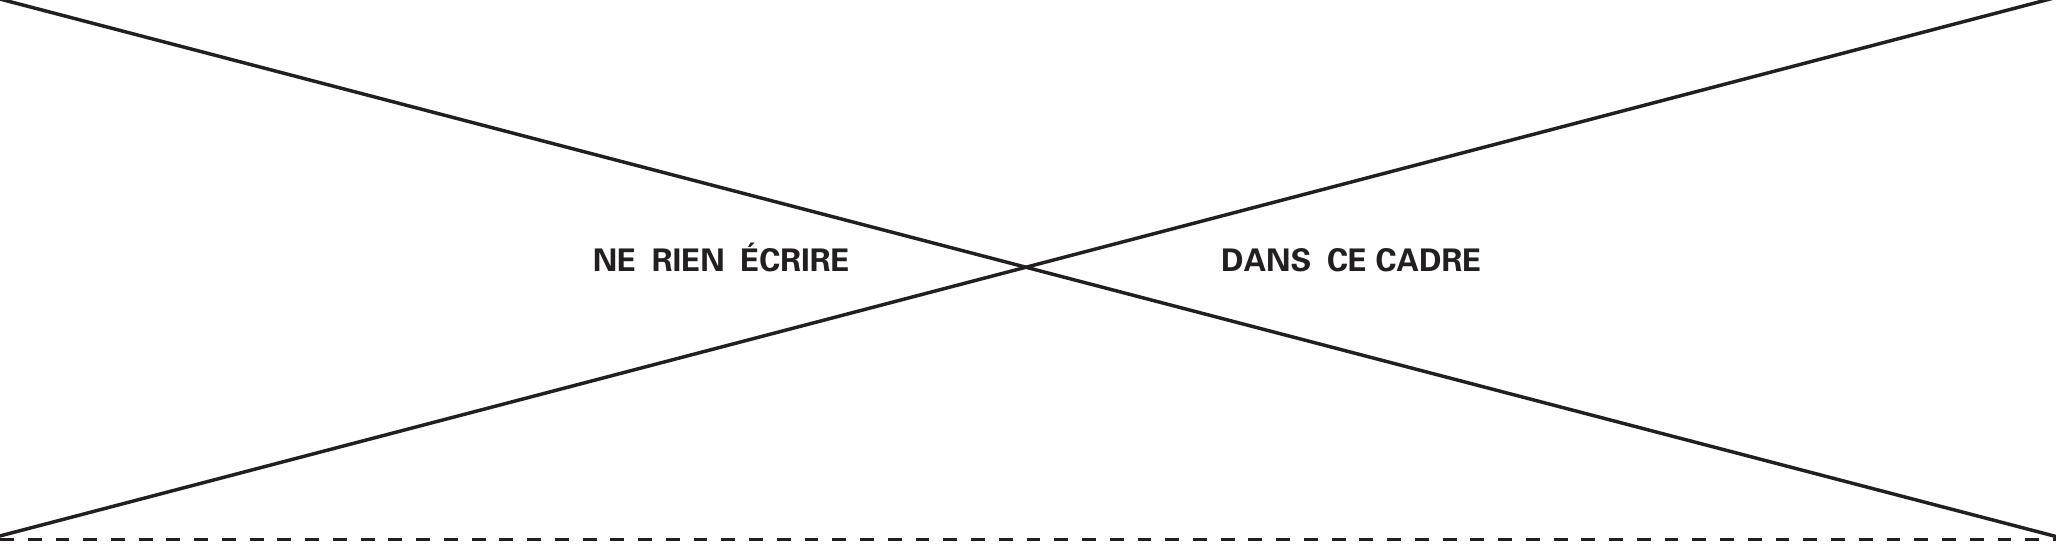 NE RIEN ÉCRIRE DANS CE CADRE